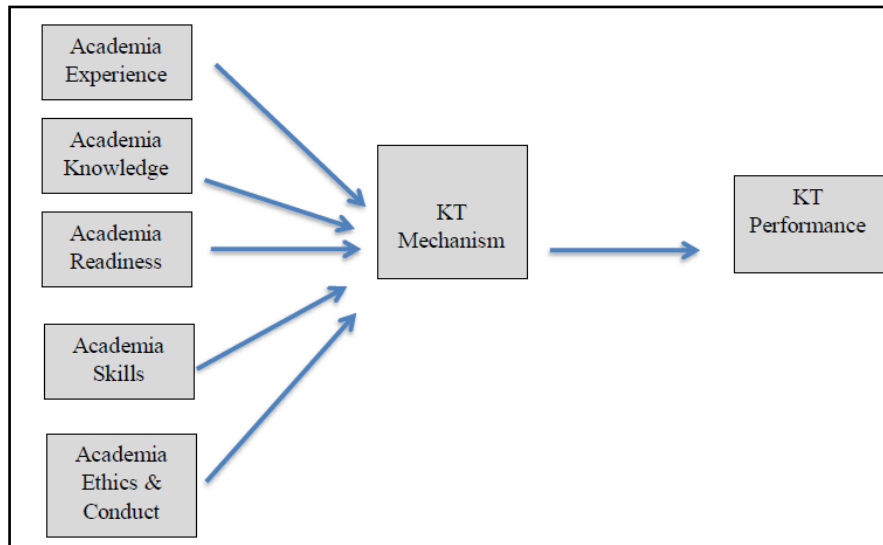 Academia
Experience
Academia
Knowledge
Academia
Readiness
Academia
Skills
Academia
Ethics &
Conduct
KT
Mechanism
KT
Performance